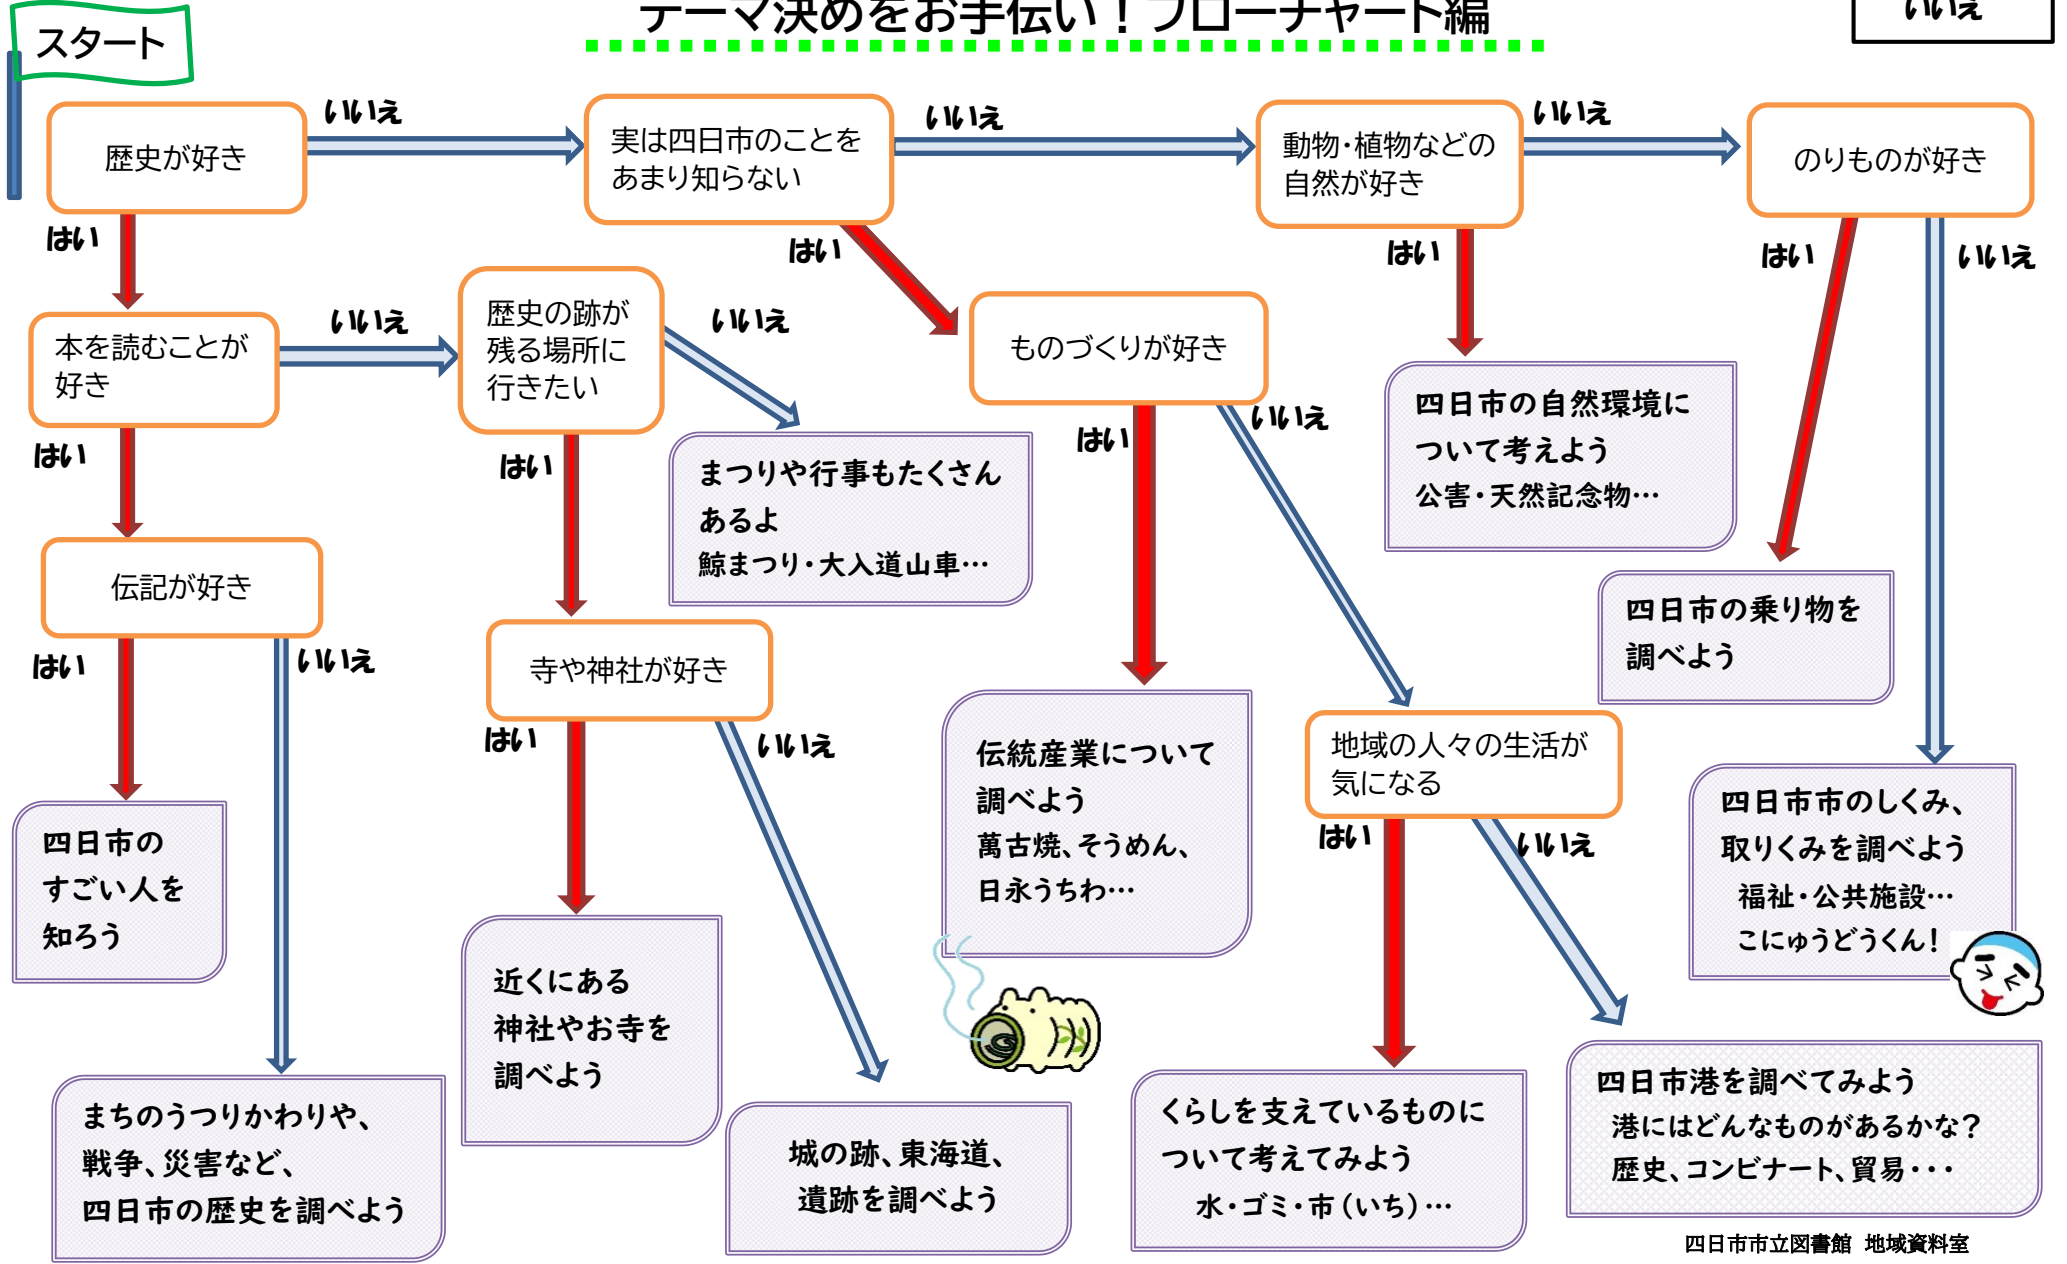 テーマ決めをお手伝い！フローチャート編
いいえ
スタート
歴史が好き
いいえ
実は四日市のことを
あまり知らない
いいえ
動物・植物などの
自然が好き
いいえ
のりものが好き
はい
はい
はい
はい
いいえ
本を読むことが
好き
いいえ
歴史の跡が
残る場所に
行きたい
いいえ
ものづくりが好き
はい
はい
はい
いいえ
まつりや行事もたくさん
あるよ
鯨まつり・大入道山車…
四日市の自然環境に
ついて考えよう
公害・天然記念物…
伝記が好き
四日市の乗り物を
調べよう
はい
いいえ
寺や神社が好き
はい
いいえ
伝統産業について
調べよう
萬古焼、そうめん、
日永うちわ…
地域の人々の生活が
気になる
はい
いいえ
四日市市のしくみ、
取りくみを調べよう
福祉・公共施設…
こにゅうどうくん！
四日市の
すごい人を
知ろう
近くにある
神社やお寺を
調べよう
まちのうつりかわりや、
戦争、災害など、
四日市の歴史を調べよう
城の跡、東海道、
遺跡を調べよう
くらしを支えているものに
ついて考えてみよう
水・ゴミ・市（いち）…
四日市港を調べてみよう
港にはどんなものがあるかな？
歴史、コンビナート、貿易・・・
四日市市立図書館 地域資料室